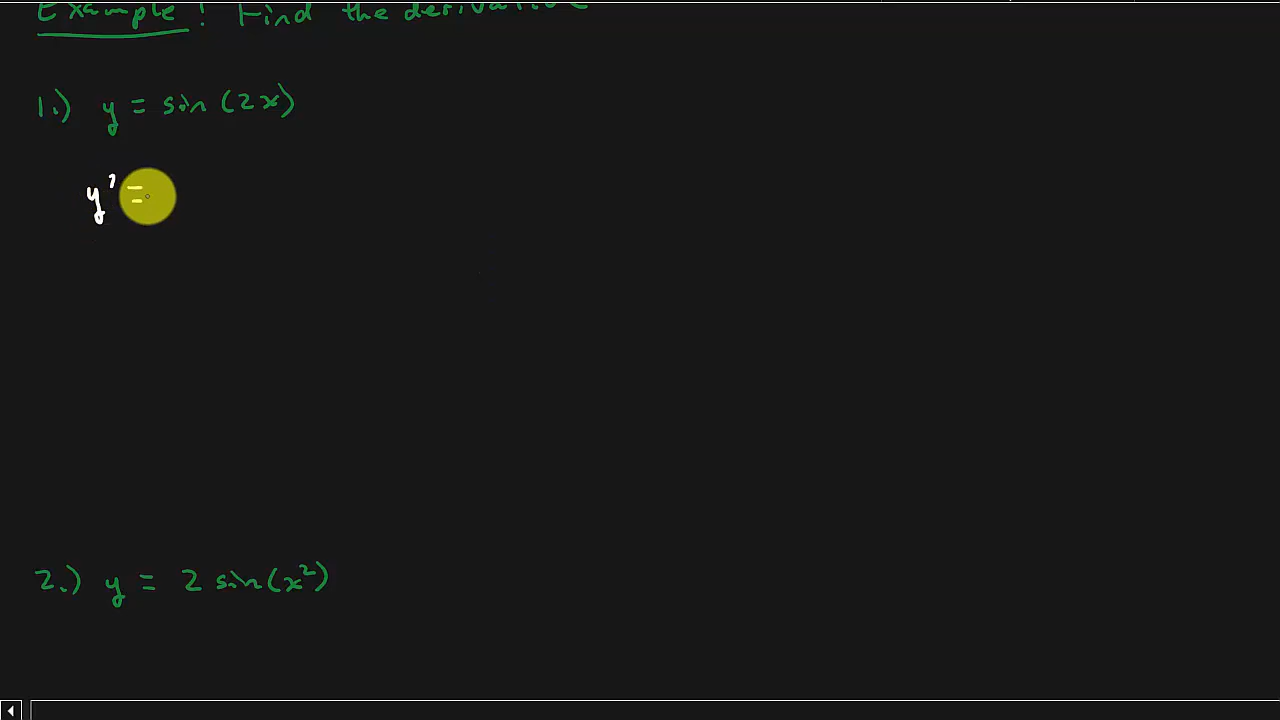 Example: Find the derivative
1.) y = sin(2x)
y' =
2.) y = 2 sin(x²)